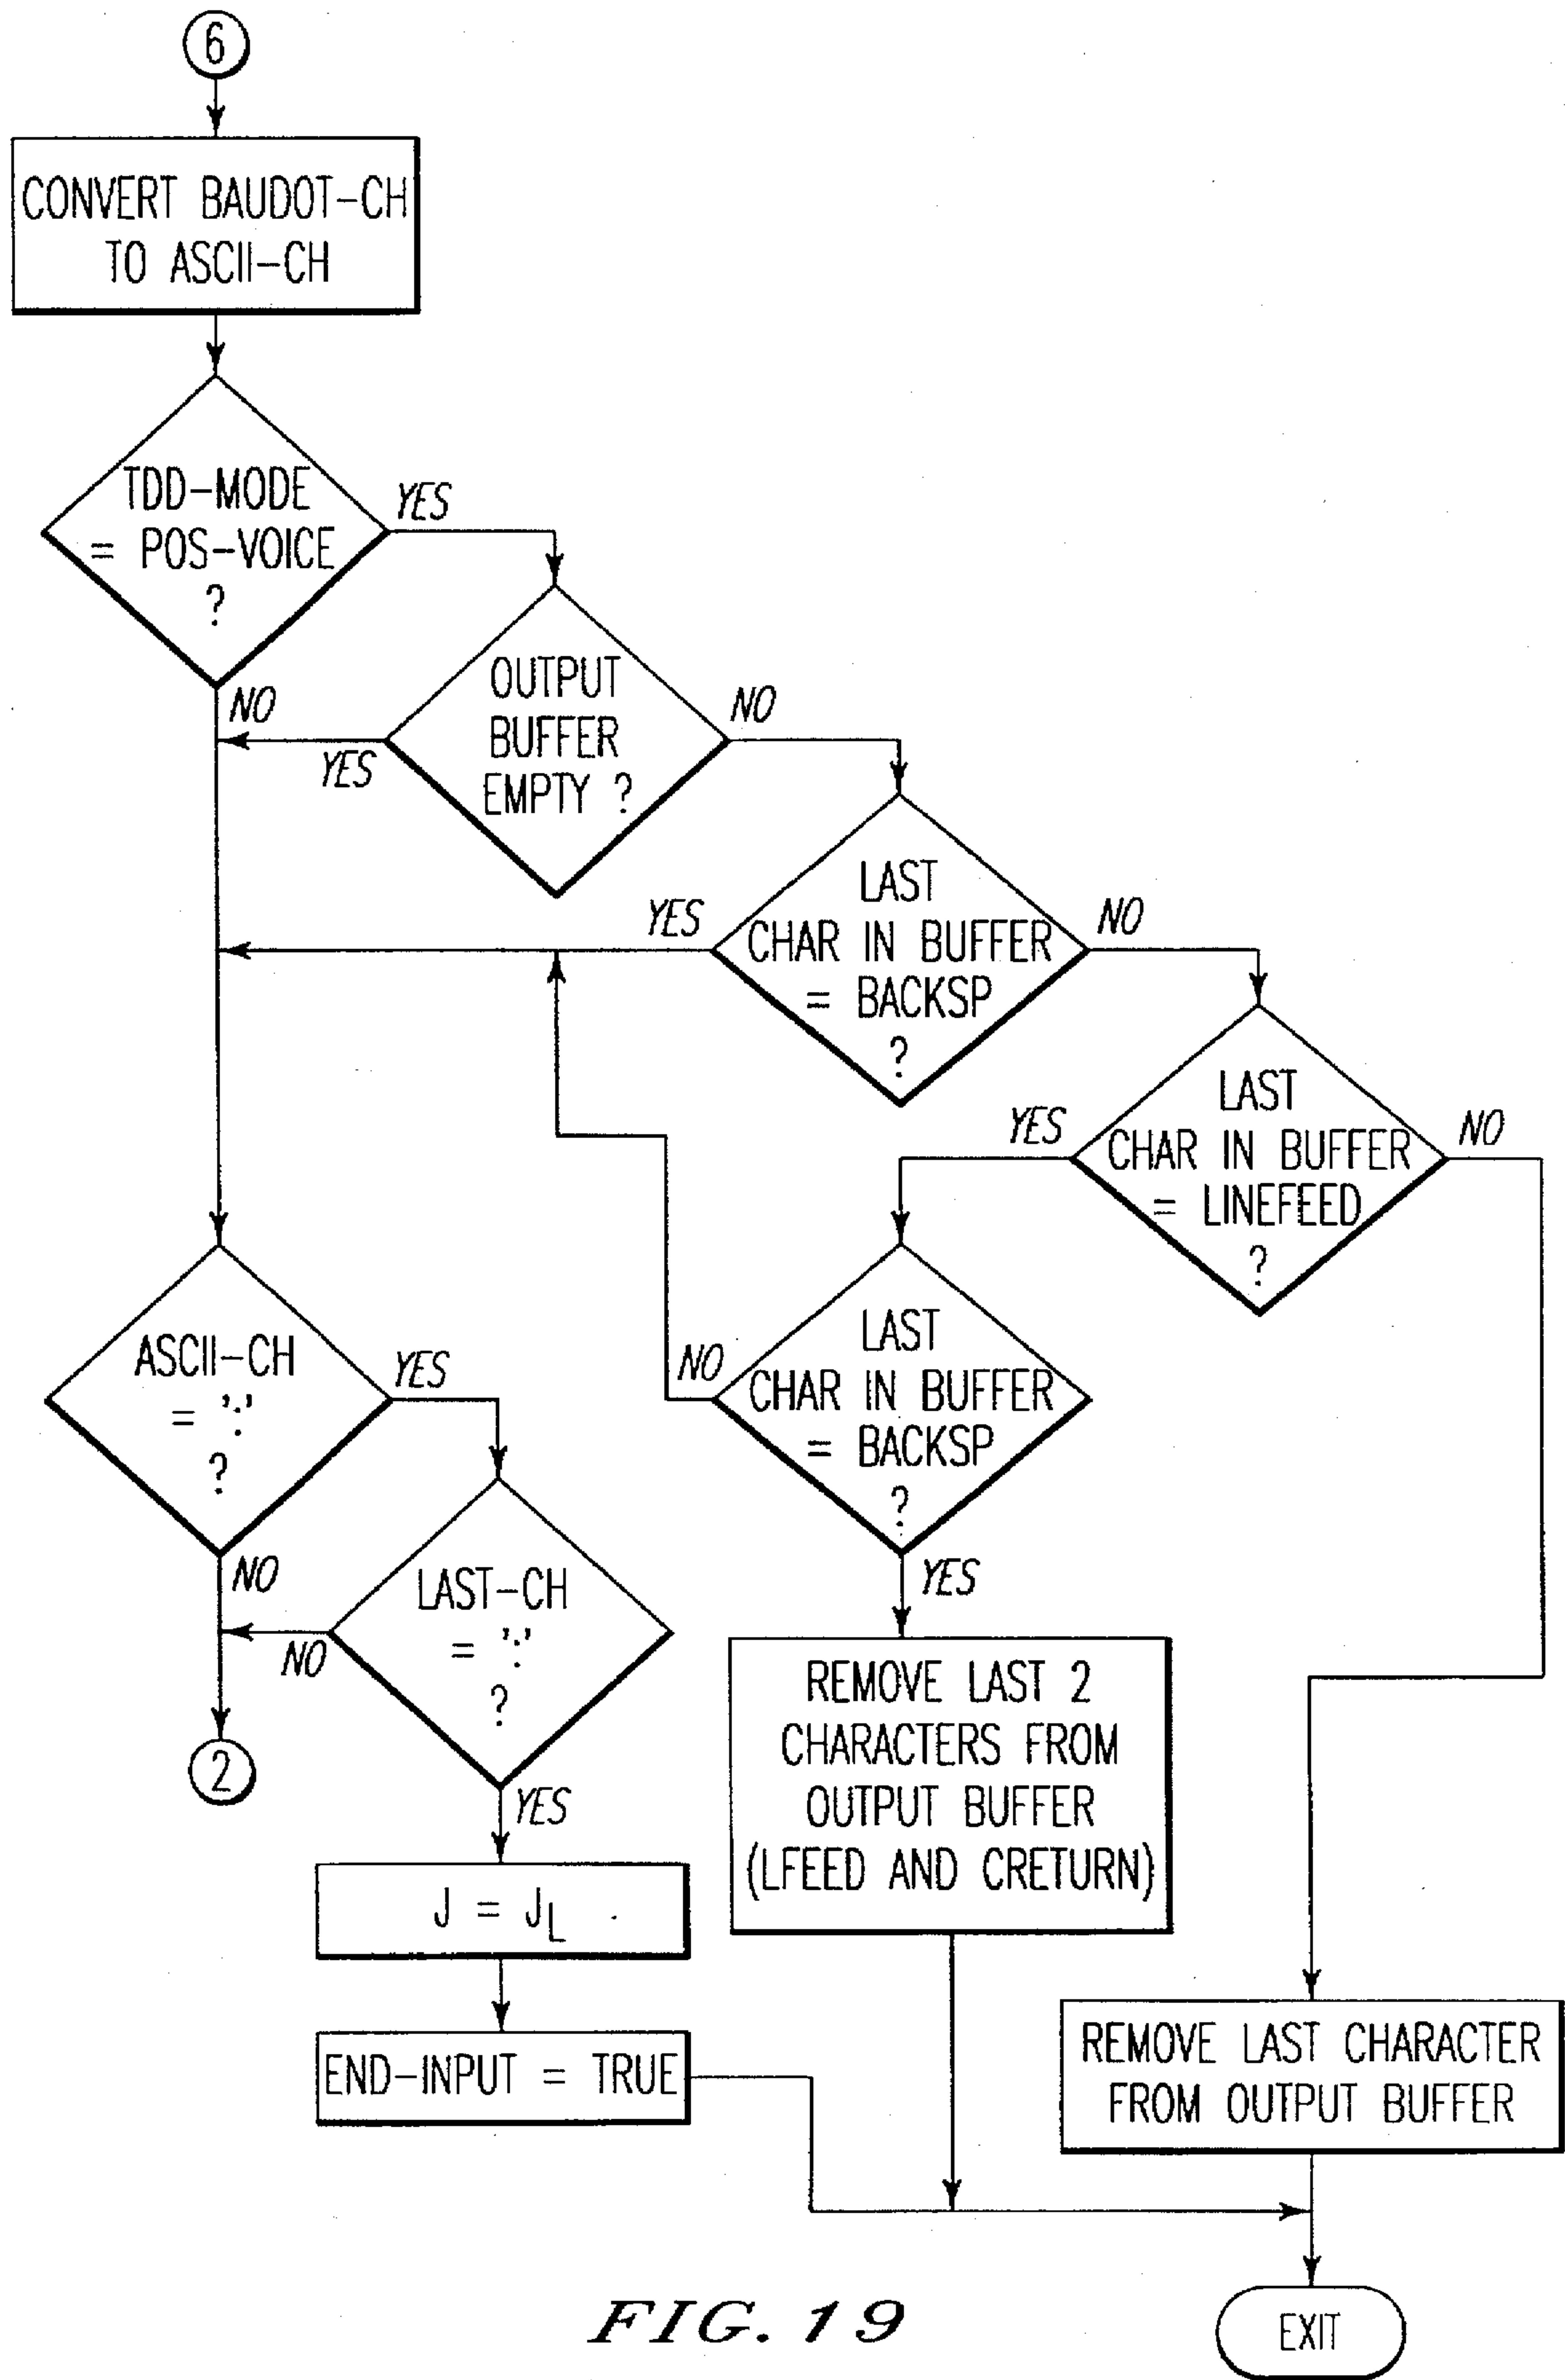 6
CONVERT BAUDOT-CH
TO ASCII-CH
TDD-MODE
= POS-VOICE
?
YES
NO
OUTPUT
BUFFER
EMPTY ?
YES
NO
LAST
CHAR IN BUFFER
= BACKSP
?
YES
NO
LAST
CHAR IN BUFFER
= LINEFEED
?
YES
NO
LAST
CHAR IN BUFFER
= BACKSP
?
NO
YES
ASCII-CH
= ':'
?
YES
NO
LAST-CH
= ':'
?
NO
YES
2
J = JL
END-INPUT = TRUE
REMOVE LAST 2
CHARACTERS FROM
OUTPUT BUFFER
(LFEED AND CRETURN)
REMOVE LAST CHARACTER
FROM OUTPUT BUFFER
EXIT
FIG. 19